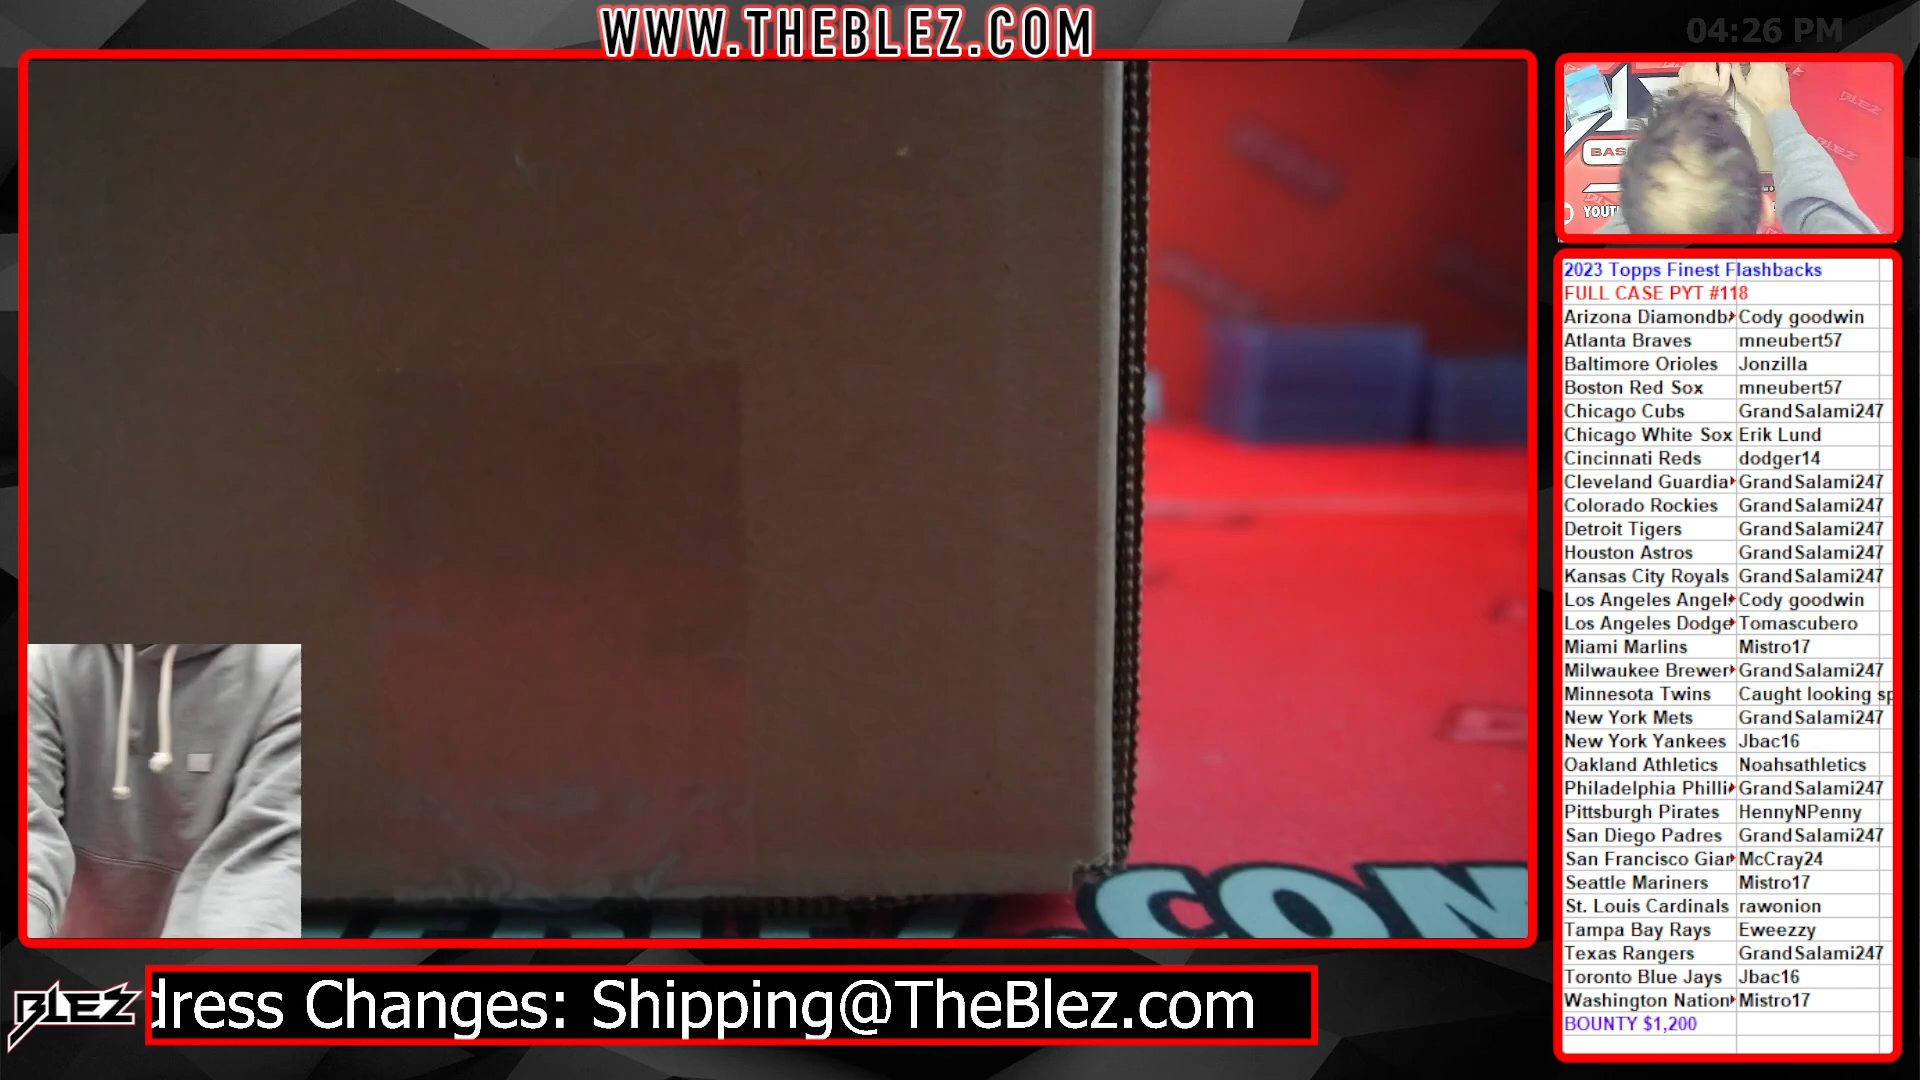 WWW.THEBLEZ.COM
04:26 PM
BLEZ
BLEZ
BAS
YOUT
2023 Topps Finest Flashbacks
FULL CASE PYT #118
Arizona Diamondb Cody goodwin
Atlanta Braves mneubert57
Baltimore Orioles Jonzilla
Boston Red Sox mneubert57
Chicago Cubs GrandSalami247
Chicago White Sox Erik Lund
Cincinnati Reds dodger14
Cleveland Guardia GrandSalami247
Colorado Rockies GrandSalami247
Detroit Tigers GrandSalami247
Houston Astros GrandSalami247
Kansas City Royals GrandSalami247
Los Angeles Angel Cody goodwin
Los Angeles Dodge Tomascubero
Miami Marlins Mistro17
Milwaukee Brewer GrandSalami247
Minnesota Twins Caught looking sp
New York Mets GrandSalami247
New York Yankees Jbac16
Oakland Athletics Noahsathletics
Philadelphia Philli GrandSalami247
Pittsburgh Pirates HennyNPenny
San Diego Padres GrandSalami247
San Francisco Gian McCray24
Seattle Mariners Mistro17
St. Louis Cardinals rawonion
Tampa Bay Rays Eweezzy
Texas Rangers GrandSalami247
Toronto Blue Jays Jbac16
Washington Nation Mistro17
BOUNTY $1,200
.COM
BLEZ
dress Changes: Shipping@TheBlez.com